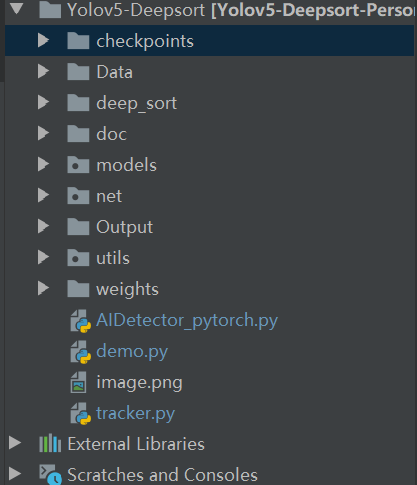 Yolov5-Deepsort [Yolov5-Deepsort-Perso
checkpoints
Data
deep_sort
doc
models
net
Output
utils
weights
AIDetector_pytorch.py
demo.py
image.png
tracker.py
External Libraries
Scratches and Consoles